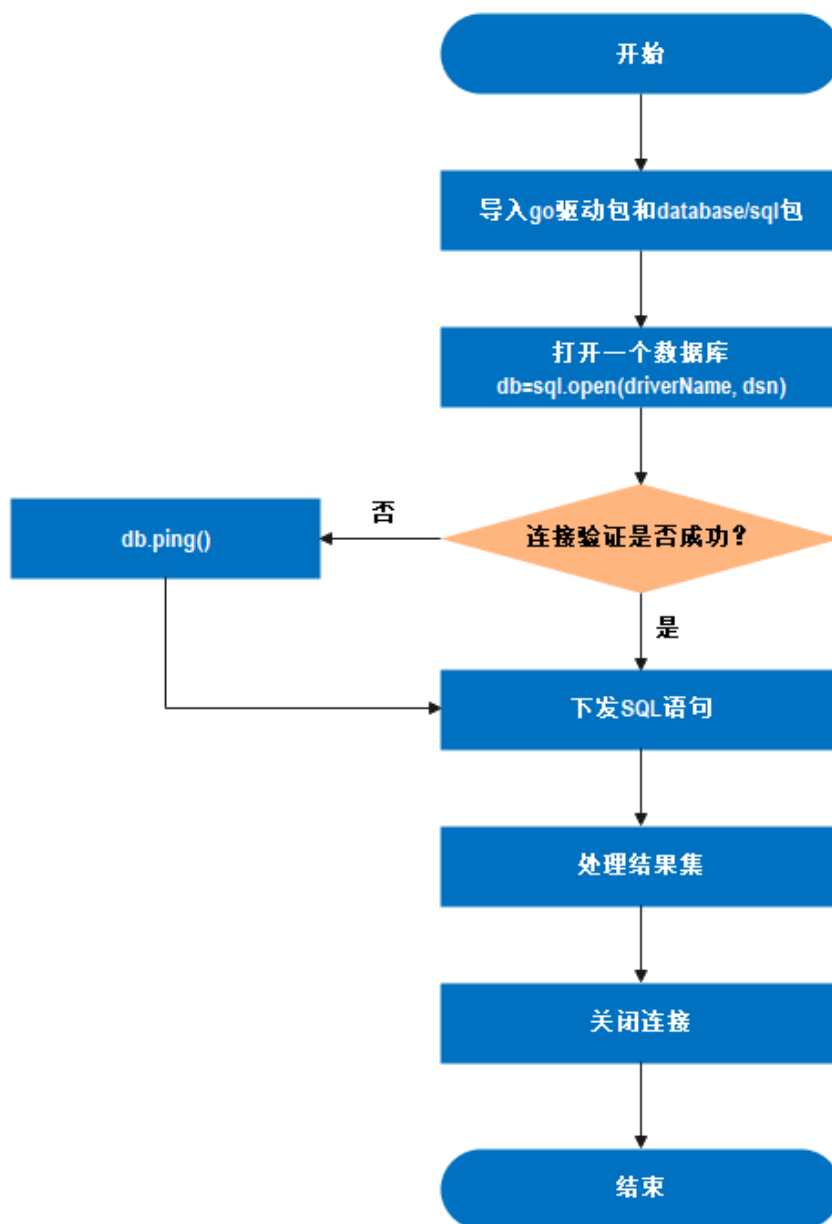 开始
导入go驱动包和database/sql包
打开一个数据库
db=sql.open(driverName, dsn)
连接验证是否成功？
否
db.ping()
是
下发SQL语句
处理结果集
关闭连接
结束